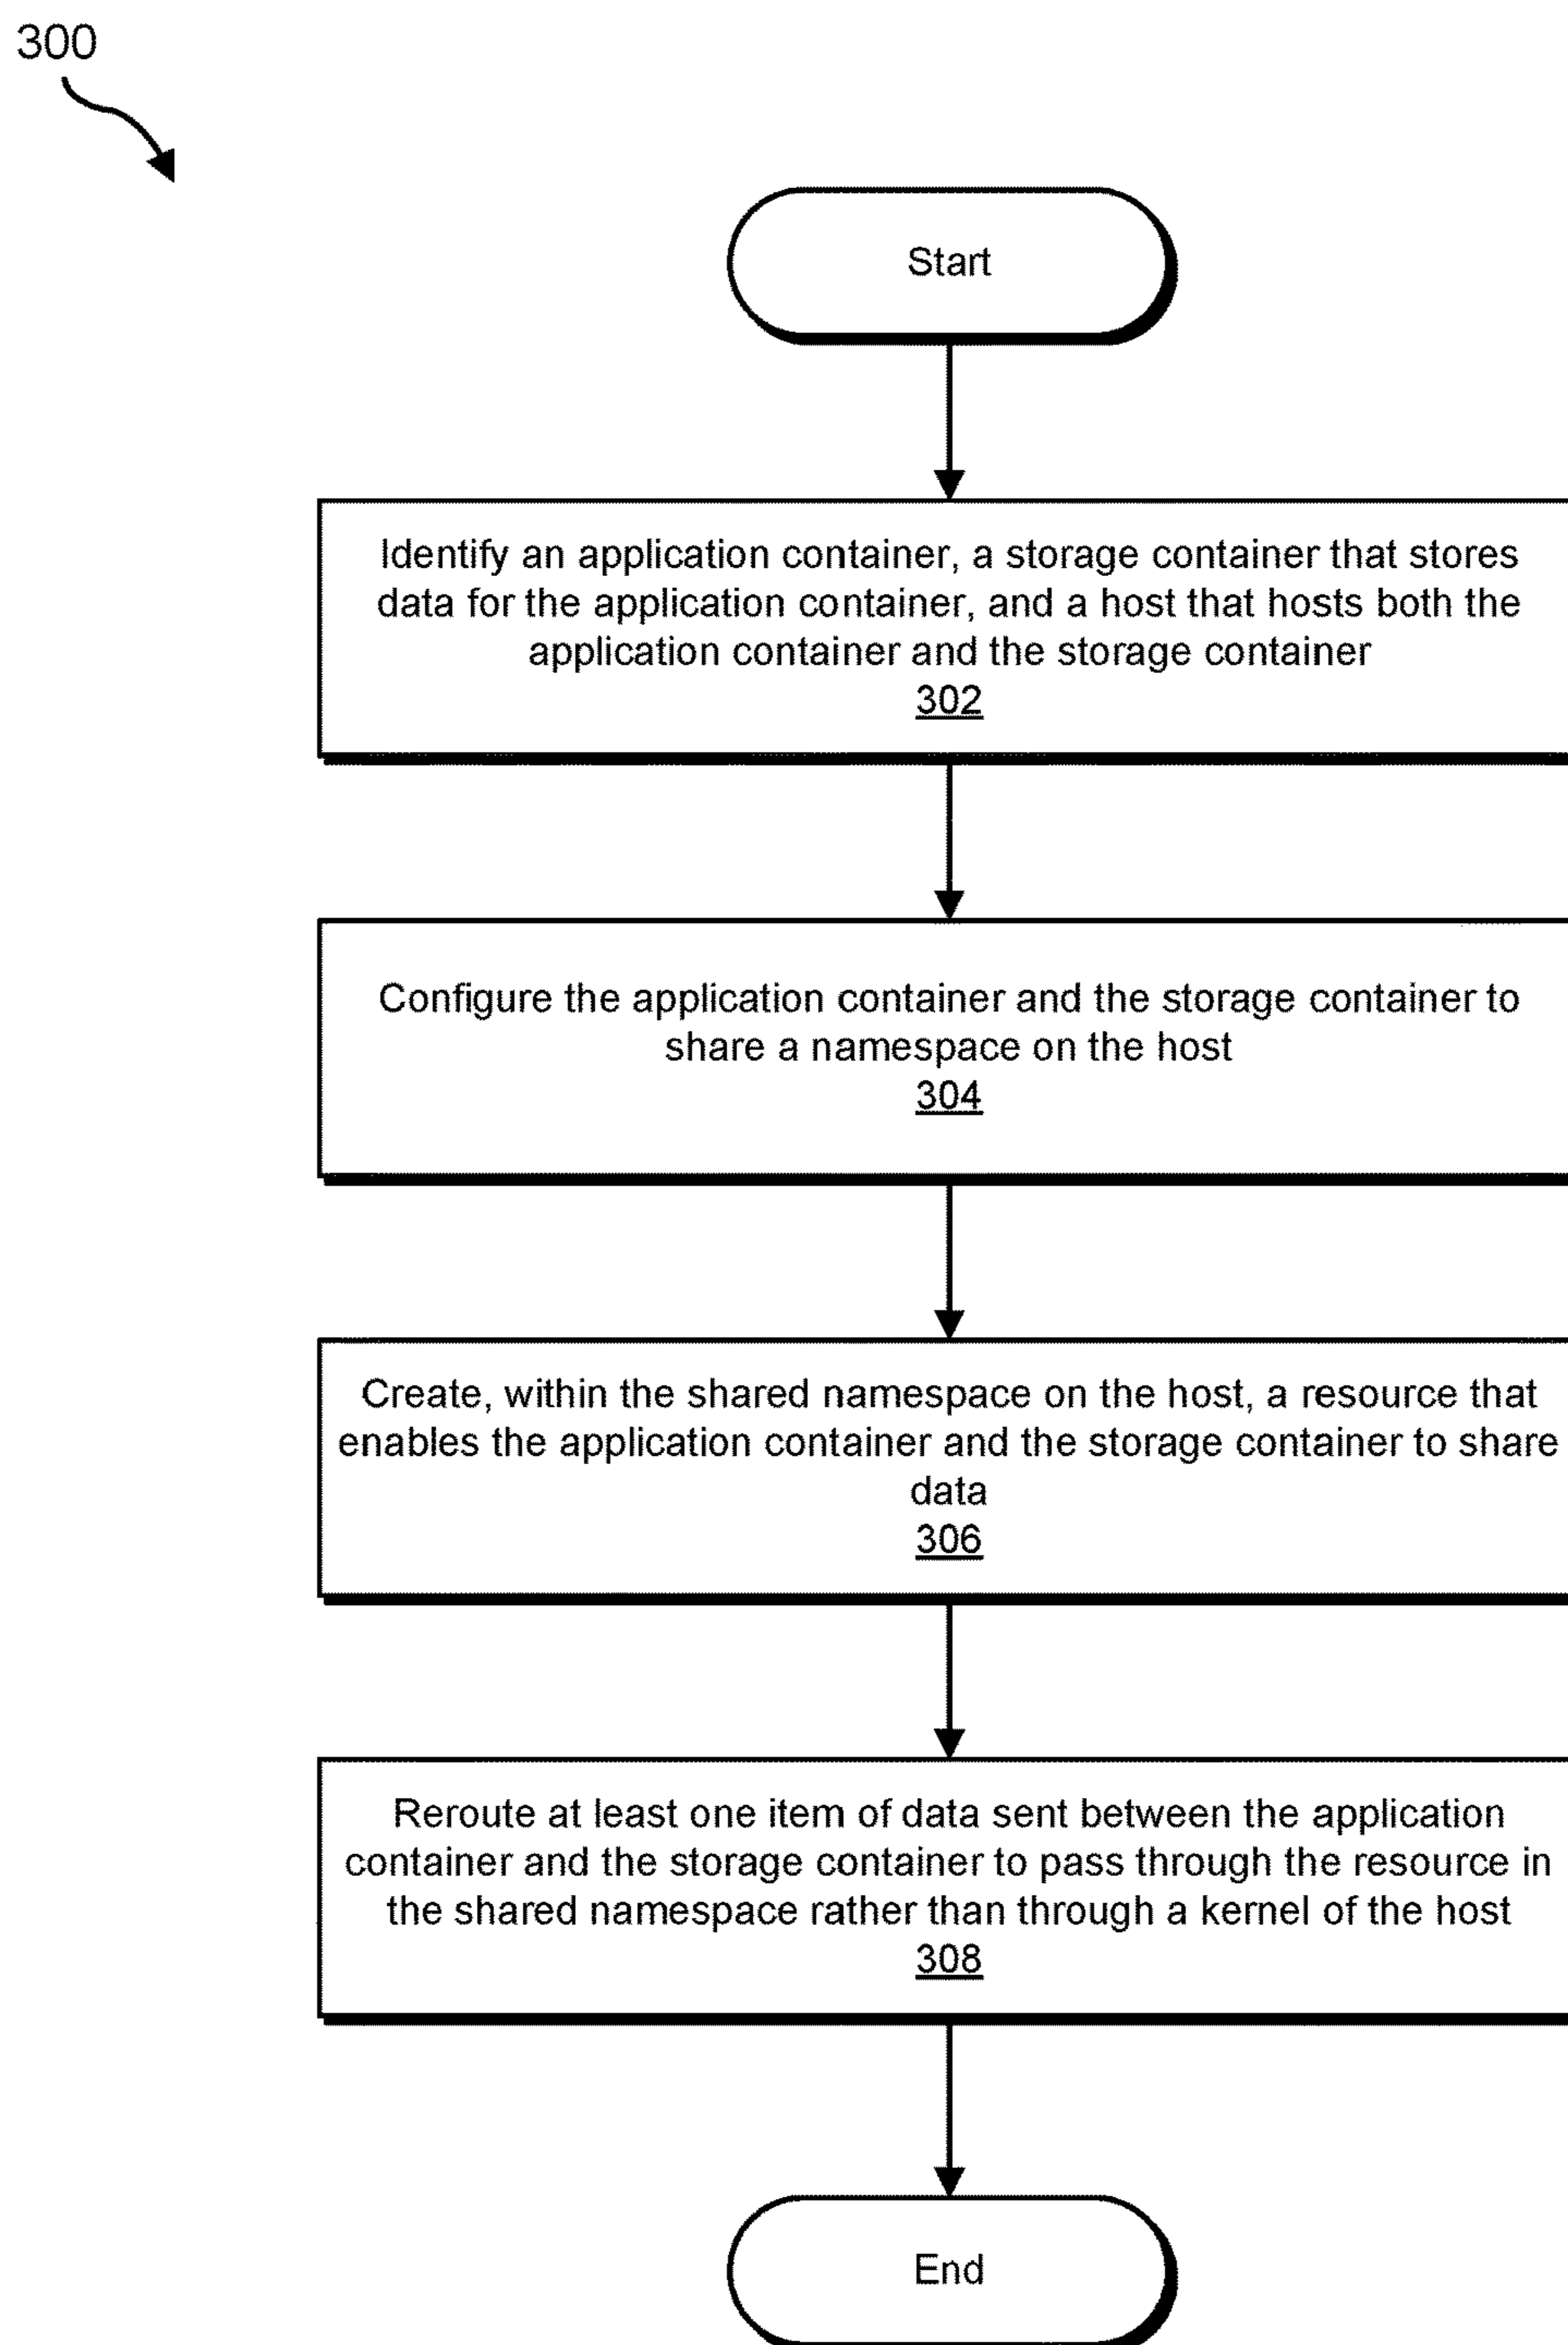 300
Start
Identify an application container, a storage container that stores
data for the application container, and a host that hosts both the
application container and the storage container
302
Configure the application container and the storage container to
share a namespace on the host
304
Create, within the shared namespace on the host, a resource that
enables the application container and the storage container to share
data
306
Reroute at least one item of data sent between the application
container and the storage container to pass through the resource in
the shared namespace rather than through a kernel of the host
308
End